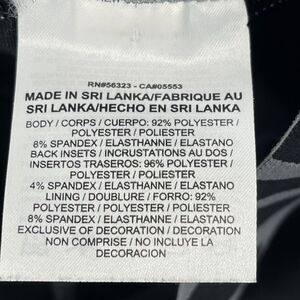 RN#56323 - CA#05553
MADE IN SRI LANKA/FABRIQUE AU
SRI LANKA/HECHO EN SRI LANKA
BODY / CORPS / CUERPO: 92% POLYESTER /
POLYESTER / POLIESTER
8% SPANDEX / ELASTHANNE / ELASTANO
BACK INSETS / INCRUSTATIONS AU DOS /
INSERTOS TRASEROS: 96% POLYESTER /
POLYESTER / POLIESTER
4% SPANDEX / ELASTHANNE / ELASTANO
LINING / DOUBLURE / FORRO: 92%
POLYESTER / POLYESTER / POLIESTER
8% SPANDEX / ELASTHANNE / ELASTANO
EXCLUSIVE OF DECORATION / DECORATION
NON COMPRISE / NO INCLUYE LA
DECORACION